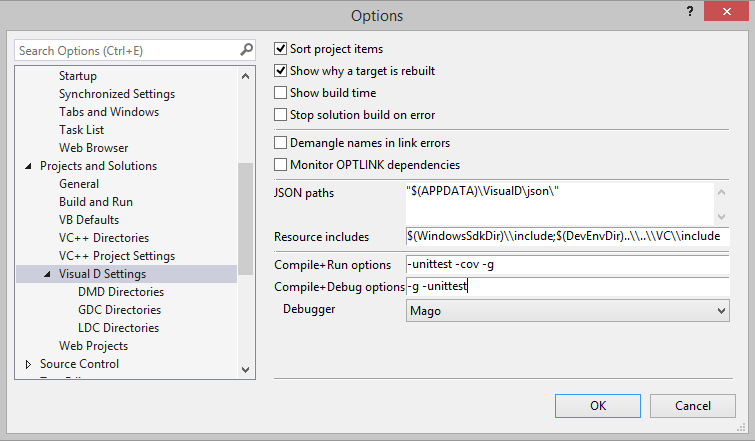 Options
?
Search Options (Ctrl+E)
Startup
Synchronized Settings
Tabs and Windows
Task List
Web Browser
Projects and Solutions
General
Build and Run
VB Defaults
VC++ Directories
VC++ Project Settings
Visual D Settings
DMD Directories
GDC Directories
LDC Directories
Web Projects
Source Control
Sort project items
Show why a target is rebuilt
Show build time
Stop solution build on error
Demangle names in link errors
Monitor OPTLINK dependencies
JSON paths
"$(APPDATA)\VisualD\json\"
Resource includes
$(WindowsSdkDir)\\include;$(DevEnvDir)..\\..\\VC\\include
Compile+Run options
-unittest -cov -g
Compile+Debug options
-g -unittest
Debugger
Mago
OK
Cancel